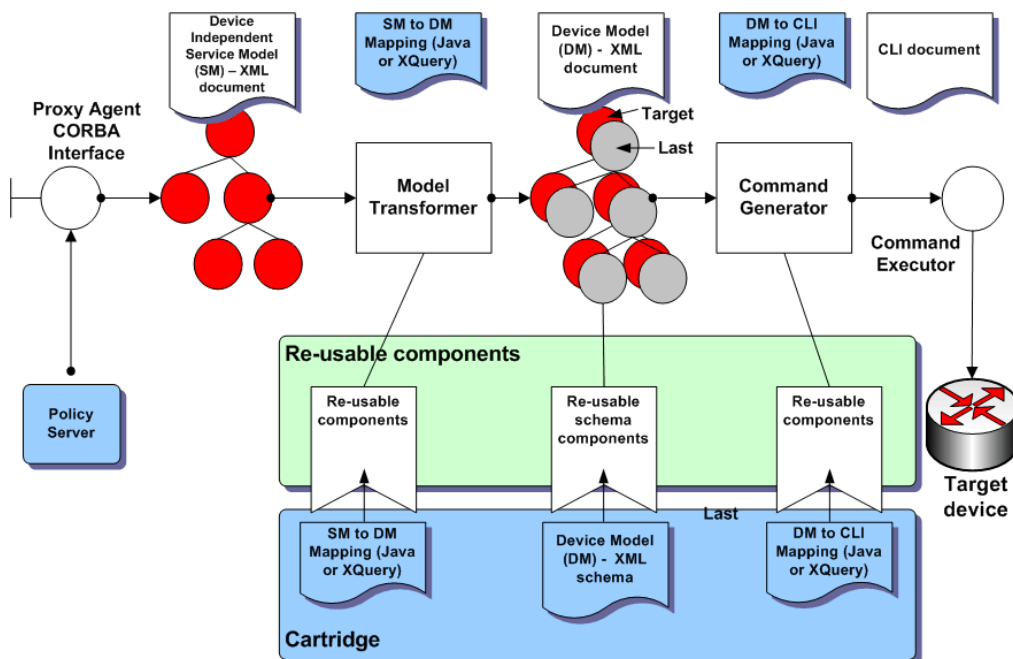 Device
Independent
Service Model
(SM) – XML
document
SM to DM
Mapping (Java
or XQuery)
Device Model
(DM) - XML
document
DM to CLI
Mapping (Java
or XQuery)
CLI document
Proxy Agent
CORBA
Interface
Target
Last
Model
Transformer
Command
Generator
Command
Executor
Policy
Server
Re-usable components
Re-usable
components
Re-usable
schema
components
Re-usable
components
Target
device
Last
SM to DM
Mapping (Java
or XQuery)
Device Model
(DM) - XML
schema
DM to CLI
Mapping (Java
or XQuery)
Cartridge